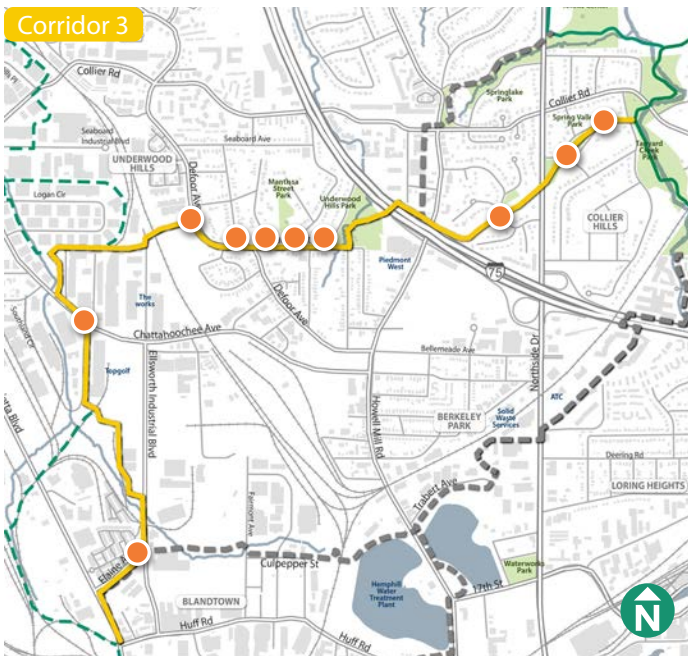 Corridor 3
Collier Rd
Springlake
Park
Collier Rd
Spring Valley
Park
Tanyard
Creek
Park
Seaboard
Industrial Blvd
Seaboard Ave
UNDERWOOD
HILLS
Defoor Ave
Mantissa
Street
Park
Underwood
Hills Park
Logan Cir
COLLIER
HILLS
Piedmont
West
75
The
works
Defoor Ave
Southland Cir
Chattahoochee Ave
Northside Dr
Topgolf
Ellsworth Industrial Blvd
Bellemeade Ave
Howell Mill Rd
ATC
BERKELEY
PARK
Solid
Waste
Services
Deering Rd
LORING HEIGHTS
Trabert Ave
Fairmont Ave
Elaine
Culpepper St
Waterworks
Park
17th St
Hemphill
Water
Treatment
Plant
BLANDTOWN
Huff Rd
Huff Rd
N